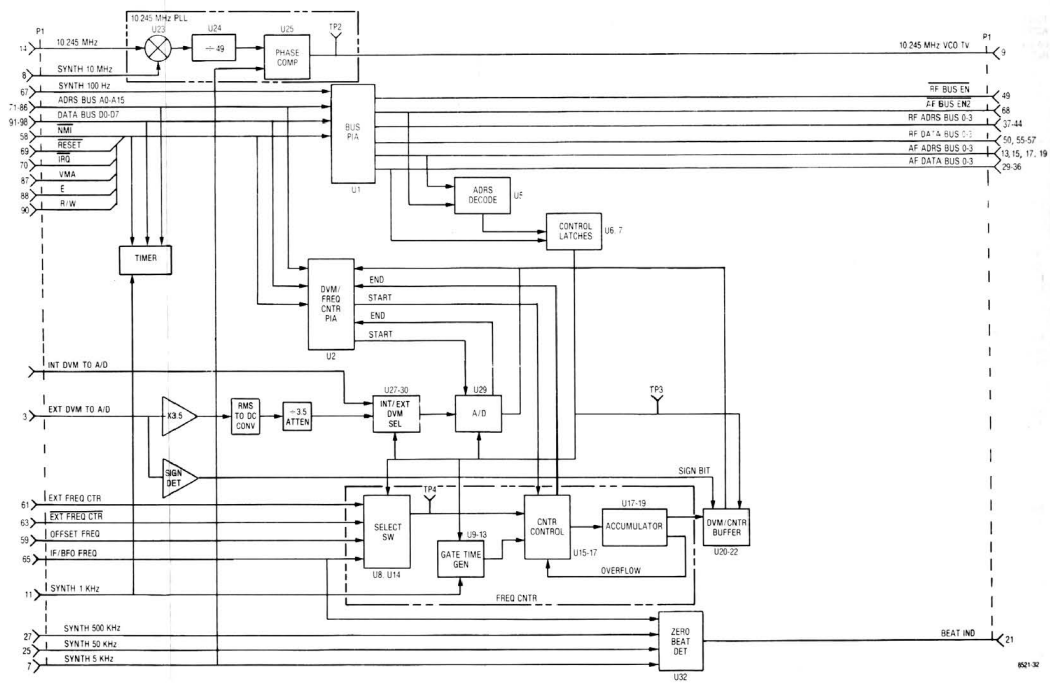 10.245 MHz PLL
P1
U23
U24
U25
TP2
P1
14
10.245 MHz
÷ 49
PHASE
COMP
10.245 MHz VCO TV
9
8
SYNTH 10 MHz
67
SYNTH 100 Hz
RF BUS EN
49
71-86
ADRS BUS A0-A15
AF BUS EN2
68
91-98
DATA BUS D0-D7
BUS
PIA
RF ADRS BUS 0-3
37-44
58
NMI
RF DATA BUS 0-3
50, 55-57
69
RESET
AF ADRS BUS 0-3
13, 15, 17, 19
70
IRQ
AF DATA BUS 0-3
29-36
87
VMA
U1
88
E
ADRS
DECODE
U5
90
R/W
CONTROL
LATCHES
U6, 7
TIMER
DVM/
FREQ
CNTR
PIA
END
START
END
START
U2
INT DVM TO A/D
U27-30
U29
TP3
3
EXT DVM TO A/D
X3.5
RMS
TO DC
CONV
÷3.5
ATTEN
INT/EXT
DVM
SEL
A/D
SIGN
DET
SIGN BIT
61
EXT FREQ CTR
TP4
U17-19
63
EXT FREQ CTR
SELECT
SW
U9-13
CNTR
CONTROL
ACCUMULATOR
DVM/CNTR
BUFFER
59
OFFSET FREQ
GATE TIME
GEN
U15-17
U20-22
65
IF/BFO FREQ
U8, U14
OVERFLOW
11
SYNTH 1 KHz
FREQ CNTR
27
SYNTH 500 KHz
ZERO
BEAT
DET
BEAT IND
21
25
SYNTH 50 KHz
7
SYNTH 5 KHz
U32
8521-32